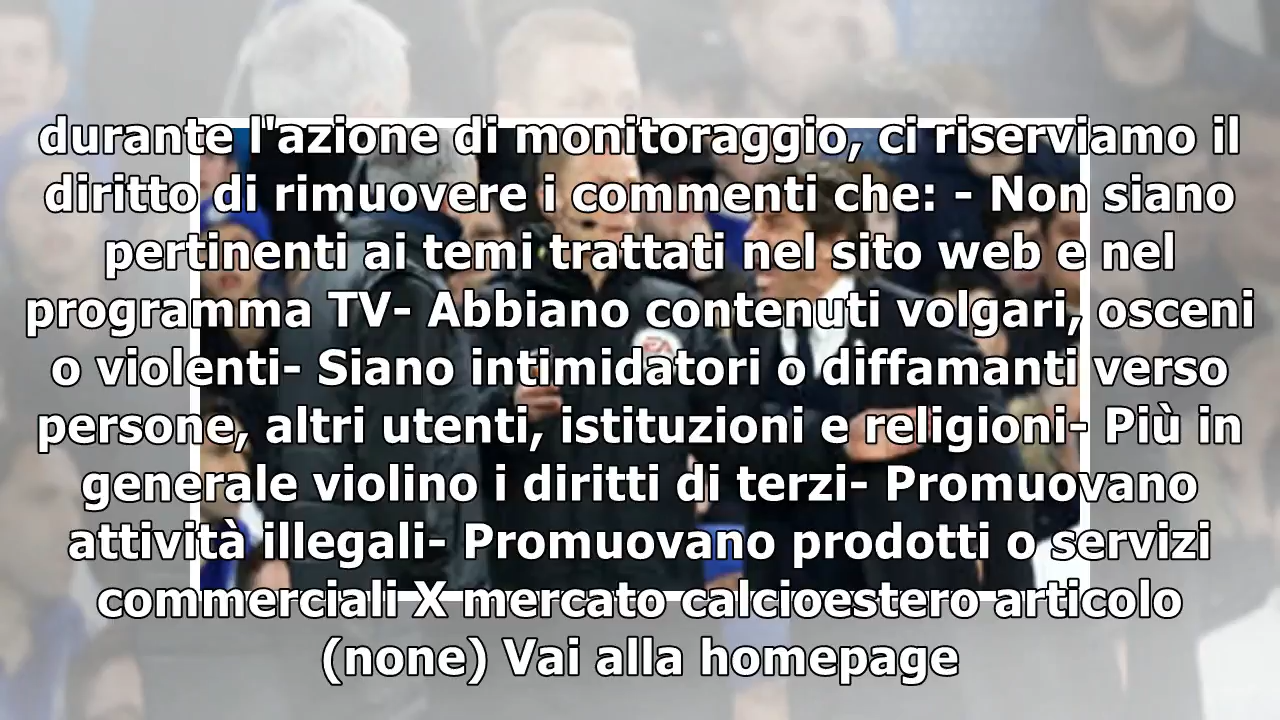 durante l'azione di monitoraggio, ci riserviamo il
diritto di rimuovere i commenti che: - Non siano
pertinenti ai temi trattati nel sito web e nel
programma TV- Abbiano contenuti volgari, osceni
o violenti- Siano intimidatori o diffamanti verso
persone, altri utenti, istituzioni e religioni- Più in
generale violino i diritti di terzi- Promuovano
attività illegali- Promuovano prodotti o servizi
commerciali X mercato calcioestero articolo
(none) Vai alla homepage
EA